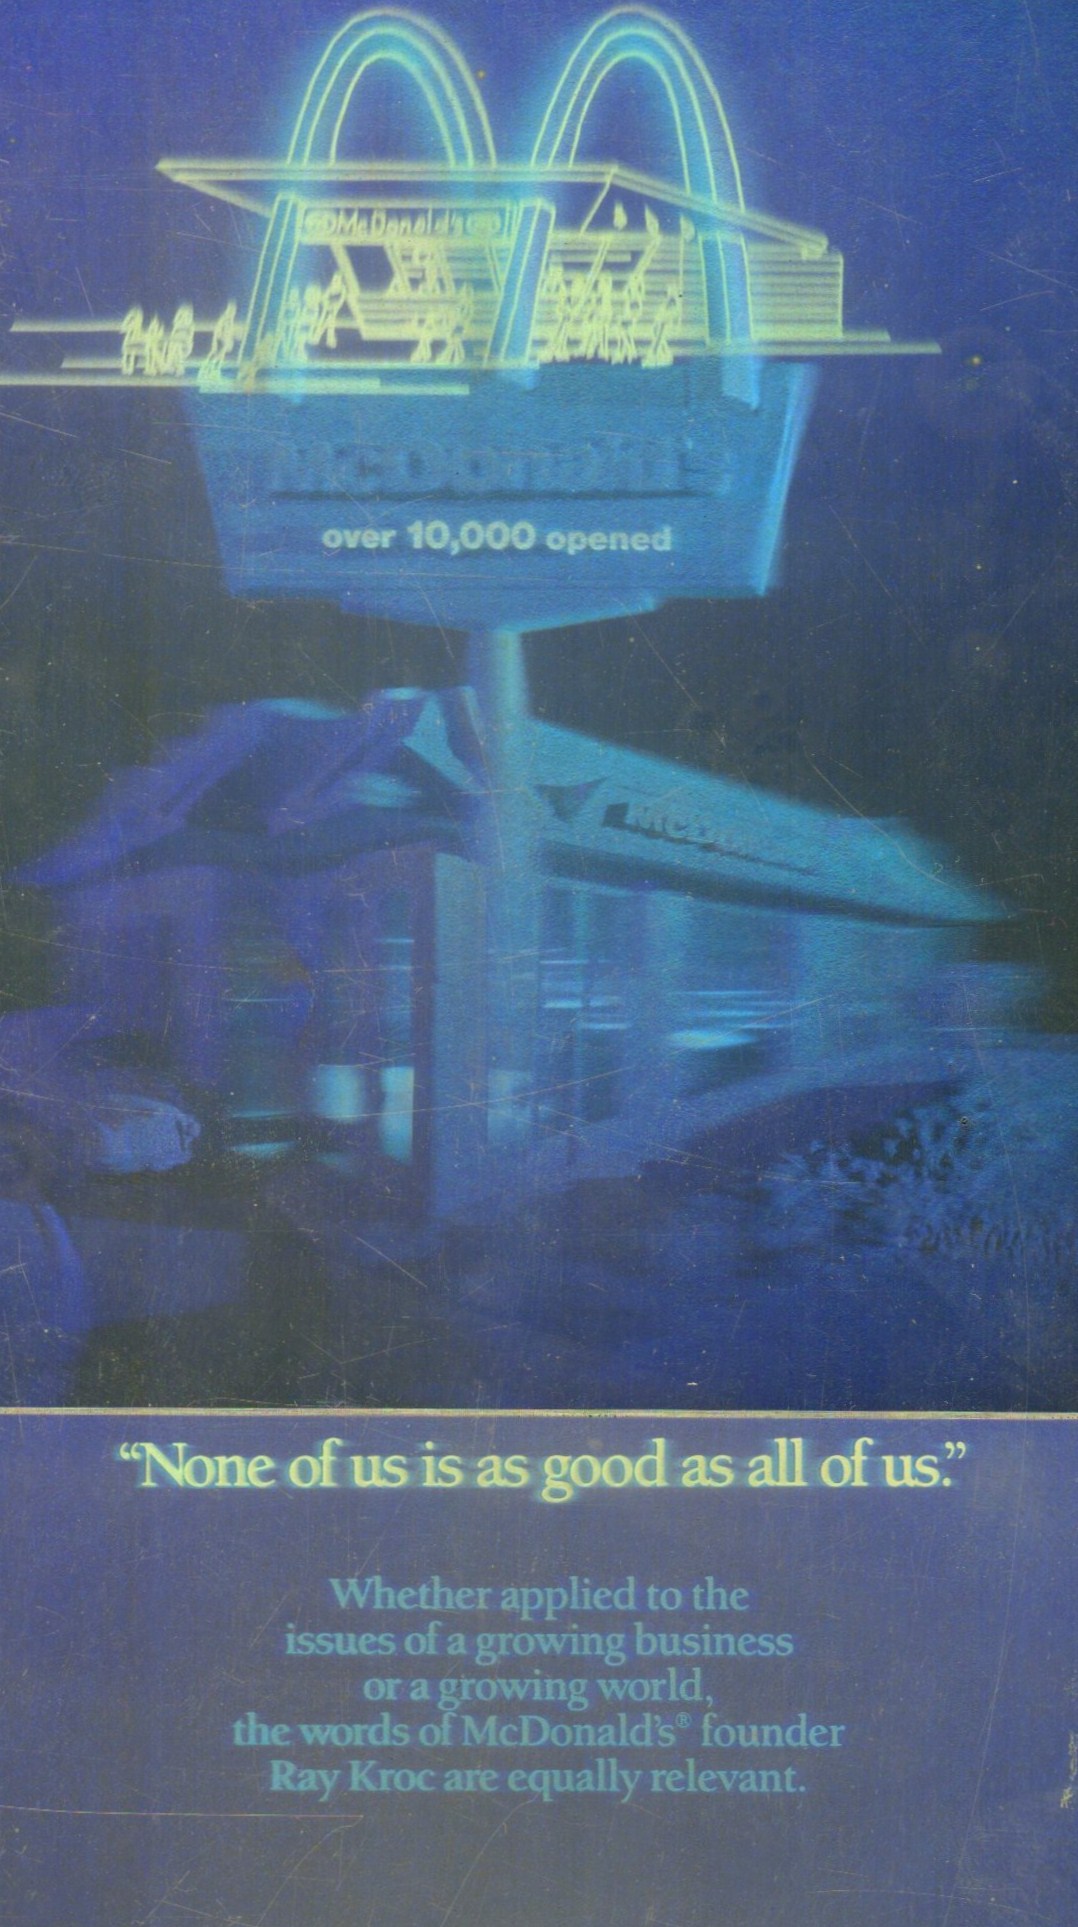 McDonald's
McDonald's
over 10,000 opened
“None of us is as good as all of us.”
Whether applied to the
issues of a growing business
or a growing world,
the words of McDonald's® founder
Ray Kroc are equally relevant.